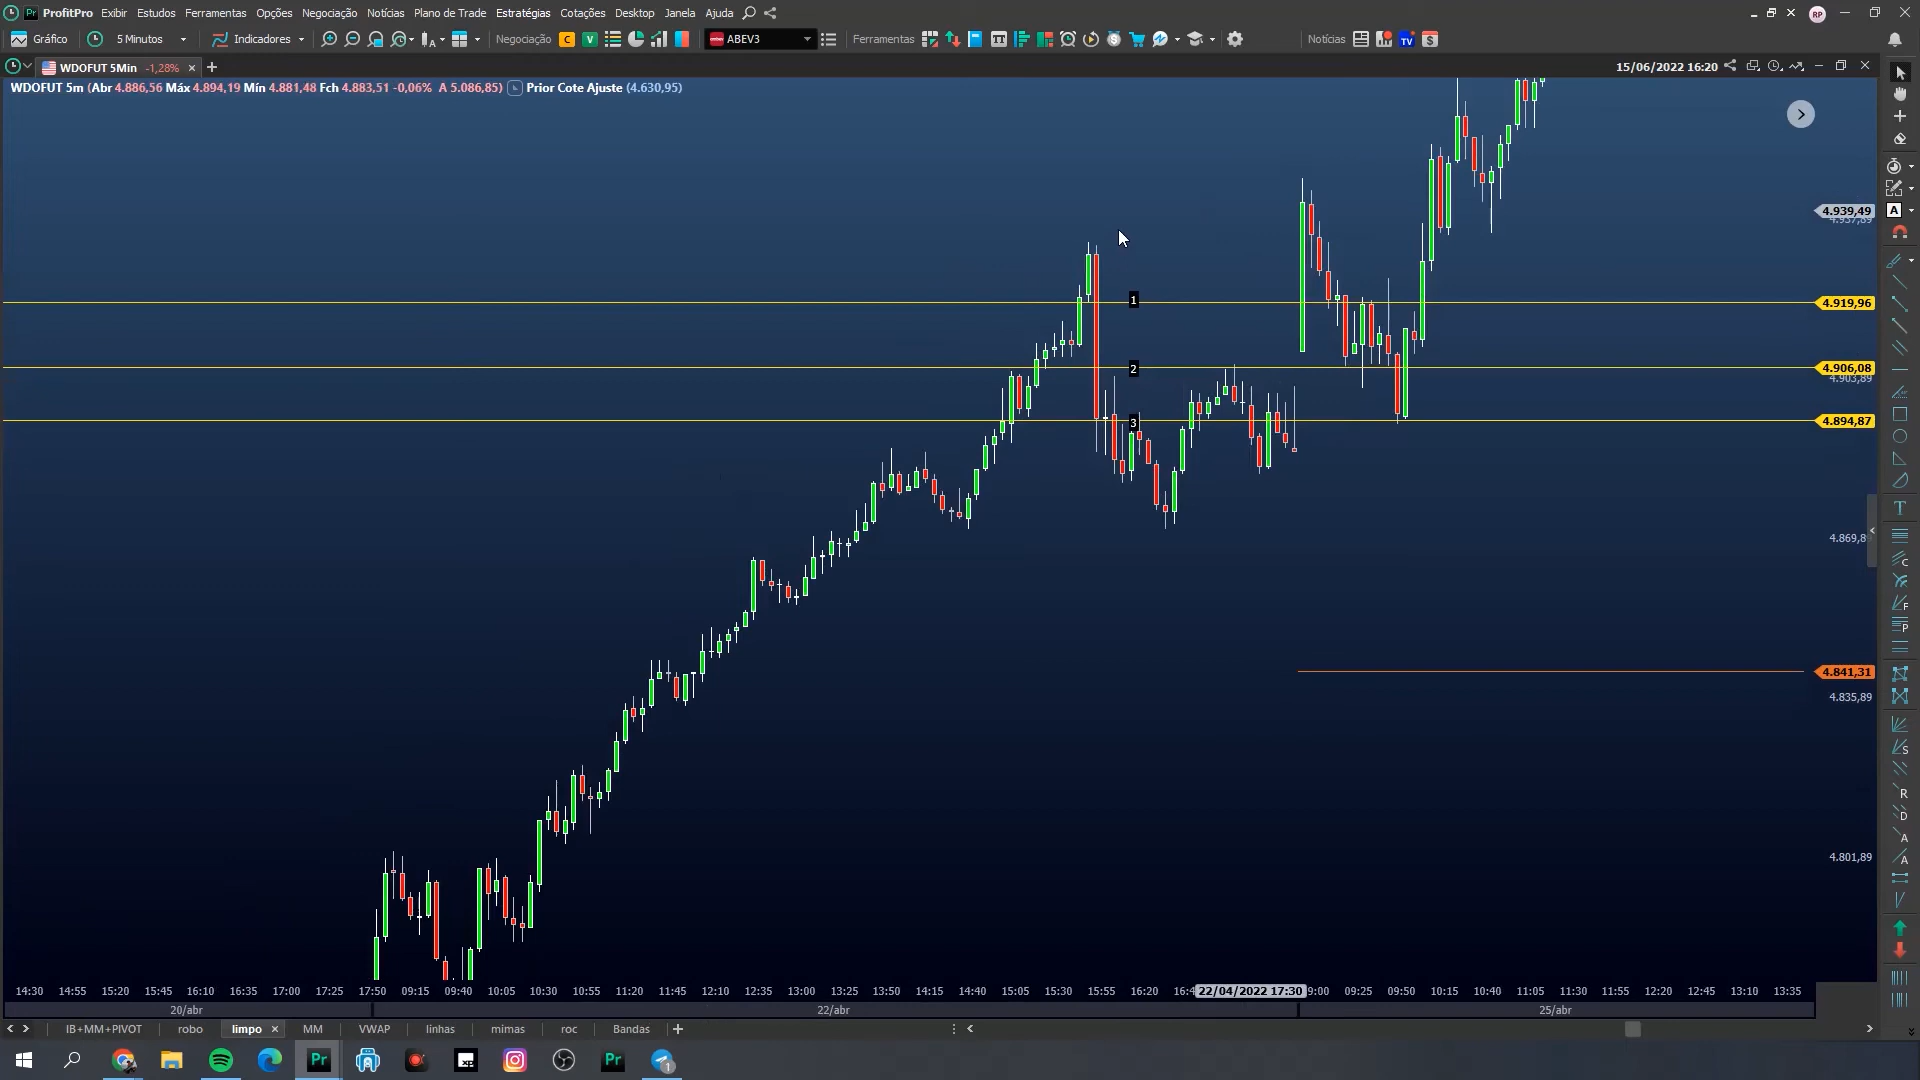 ProfitPro Exibir Estudos Ferramentas Opções Negociação Notícias Plano de Trade Estratégias Cotações Desktop Janela Ajuda RP
Gráfico 5 Minutos Indicadores Negociação C V ABEV3 Ferramentas Notícias
WDOFUT 5Min -1,28% 15/06/2022 16:20
WDOFUT 5m (Abr 4.886,56 Máx 4.894,19 Mín 4.881,48 Fch 4.883,51 -0,06% A 5.086,85) Prior Cote Ajuste (4.630,95)
4.939,49
1
4.919,96
2
4.906,08
4.903,89
3
4.894,87
4.869,8
4.841,31
4.835,89
4.801,89
14:30 14:55 15:20 15:45 16:10 16:35 17:00 17:25 17:50 09:15 09:40 10:05 10:30 10:55 11:20 11:45 12:10 12:35 13:00 13:25 13:50 14:15 14:40 15:05 15:30 15:55 16:20 16:4 22/04/2022 17:30 9:00 09:25 09:50 10:15 10:40 11:05 11:30 11:55 12:20 12:45 13:10 13:35
20/abr 22/abr 25/abr
IB+MM+PIVOT robo limpo MM VWAP linhas mimas roc Bandas